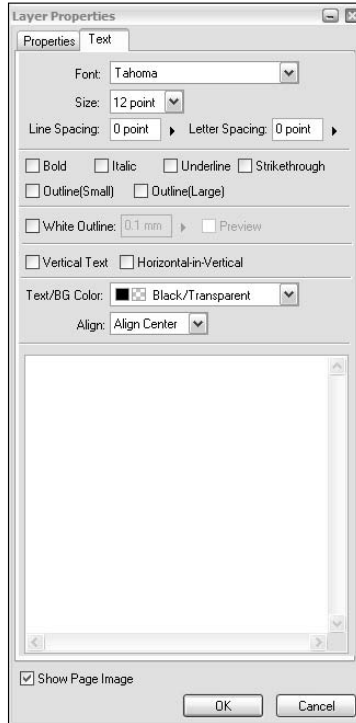 Layer Properties
Properties Text
Font: Tahoma
Size: 12 point
Line Spacing: 0 point Letter Spacing: 0 point
Bold Italic Underline Strikethrough
Outline(Small) Outline(Large)
White Outline: 0.1 mm Preview
Vertical Text Horizontal-in-Vertical
Text/BG Color: Black/Transparent
Align: Align Center
Show Page Image
OK Cancel